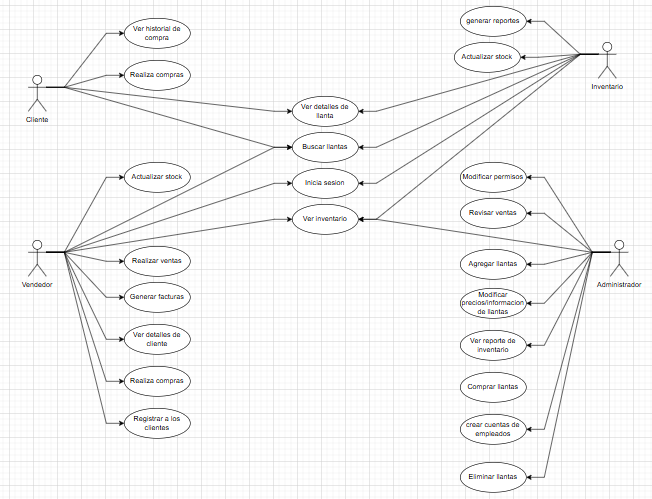 Ver historial de
compra
Realiza compras
Cliente
generar reportes
Actualizar stock
Inventario
Ver detalles de
llanta
Buscar llantas
Inicia sesion
Ver inventario
Actualizar stock
Vendedor
Realizar ventas
Generar facturas
Ver detalles de
cliente
Realiza compras
Registrar a los
clientes
Modificar permisos
Revisar ventas
Administrador
Agregar llantas
Modificar
precios/informacion
de llantas
Ver reporte de
inventario
Comprar llantas
crear cuentas de
empleados
Eliminar llantas